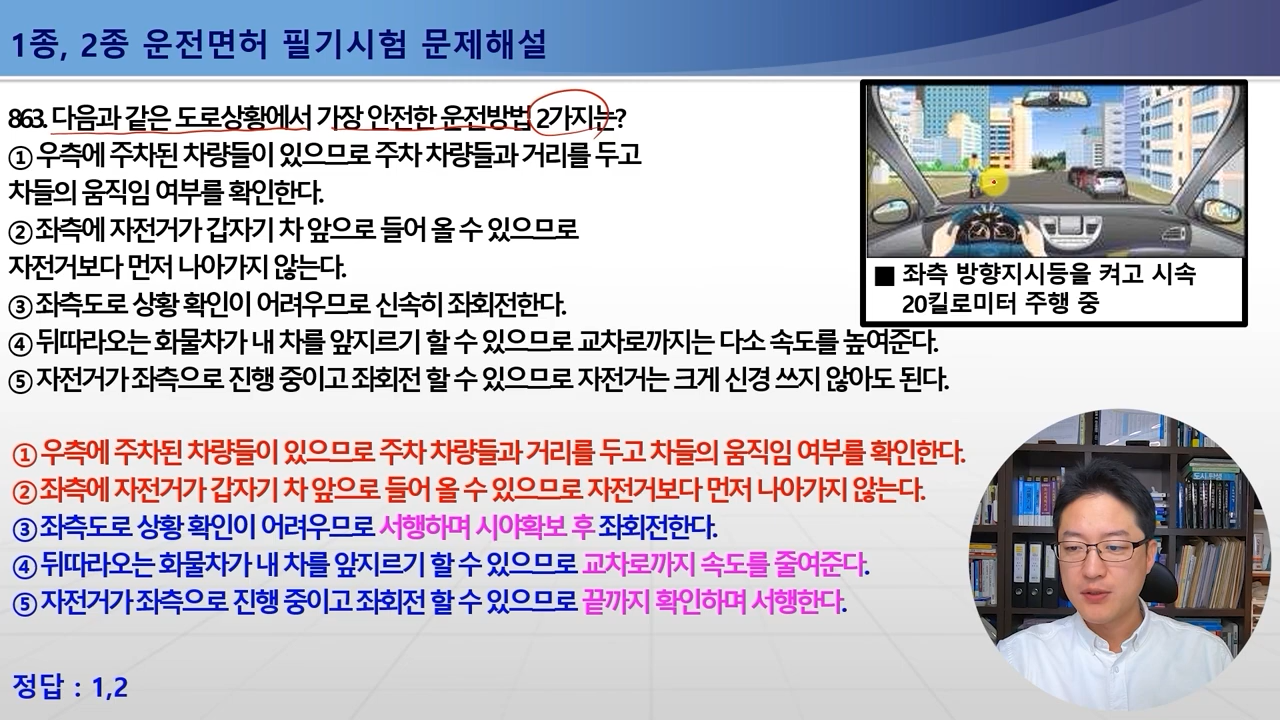 1종, 2종 운전면허 필기시험 문제해설
863. 다음과 같은 도로상황에서 가장 안전한 운전방법 2가지는?
① 우측에 주차된 차량들이 있으므로 주차 차량들과 거리를 두고
차들의 움직임 여부를 확인한다.
② 좌측에 자전거가 갑자기 차 앞으로 들어 올 수 있으므로
자전거보다 먼저 나아가지 않는다.
③ 좌측도로 상황 확인이 어려우므로 신속히 좌회전한다.
④ 뒤따라오는 화물차가 내 차를 앞지르기 할 수 있으므로 교차로까지는 다소 속도를 높여준다.
⑤ 자전거가 좌측으로 진행 중이고 좌회전 할 수 있으므로 자전거는 크게 신경 쓰지 않아도 된다.
■ 좌측 방향지시등을 켜고 시속
20킬로미터 주행 중
① 우측에 주차된 차량들이 있으므로 주차 차량들과 거리를 두고 차들의 움직임 여부를 확인한다.
② 좌측에 자전거가 갑자기 차 앞으로 들어 올 수 있으므로 자전거보다 먼저 나아가지 않는다.
③ 좌측도로 상황 확인이 어려우므로 서행하며 시야확보 후 좌회전한다.
④ 뒤따라오는 화물차가 내 차를 앞지르기 할 수 있으므로 교차로까지 속도를 줄여준다.
⑤ 자전거가 좌측으로 진행 중이고 좌회전 할 수 있으므로 끝까지 확인하며 서행한다.
정답 : 1,2